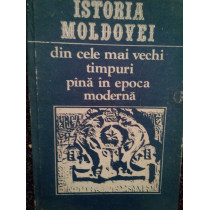 ISTORIA
MOLDOVEI
din cele mai vechi
timpuri
pînă în epoca
modernă